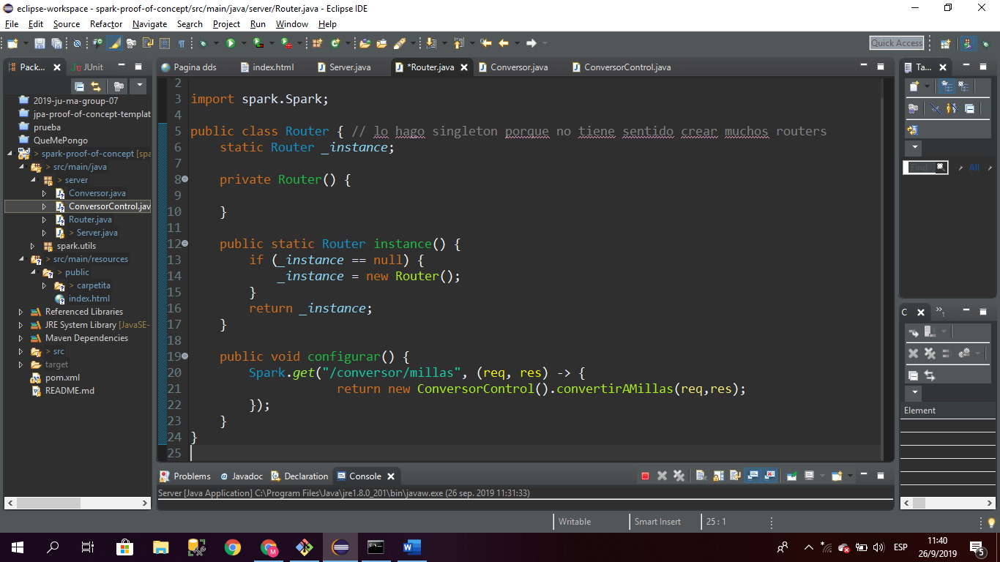 eclipse-workspace - spark-proof-of-concept/src/main/java/server/Router.java - Eclipse IDE
File Edit Source Refactor Navigate Search Project Run Window Help
Quick Access
Pack... JUnit
Pagina dds index.html Server.java *Router.java Conversor.java ConversorControl.java
Ta...
2019-ju-ma-group-07
jpa-proof-of-concept-templat
prueba
QueMePongo
> spark-proof-of-concept [spa
> src/main/java
> server
Conversor.java
ConversorControl.jav
Router.java
> Server.java
spark.utils
> src/main/resources
> public
> carpetita
index.html
Referenced Libraries
JRE System Library [JavaSE-
Maven Dependencies
> src
target
pom.xml
README.md
2
3 import spark.Spark;
4
5 public class Router { // lo hago singleton porque no tiene sentido crear muchos routers
6 static Router _instance;
7
8 private Router() {
9
10 }
11
12 public static Router instance() {
13 if (_instance == null) {
14 _instance = new Router();
15 }
16 return _instance;
17 }
18
19 public void configurar() {
20 Spark.get("/conversor/millas", (req, res) -> {
21 return new ConversorControl().convertirAMillas(req,res);
22 });
23 }
24 }
25
Find All
C
»1
Element
Problems Javadoc Declaration Console
Server [Java Application] C:\Program Files\Java\jre1.8.0_201\bin\javaw.exe (26 sep. 2019 11:31:33)
Writable Smart Insert 25 : 1
ESP
11:40
26/9/2019
5